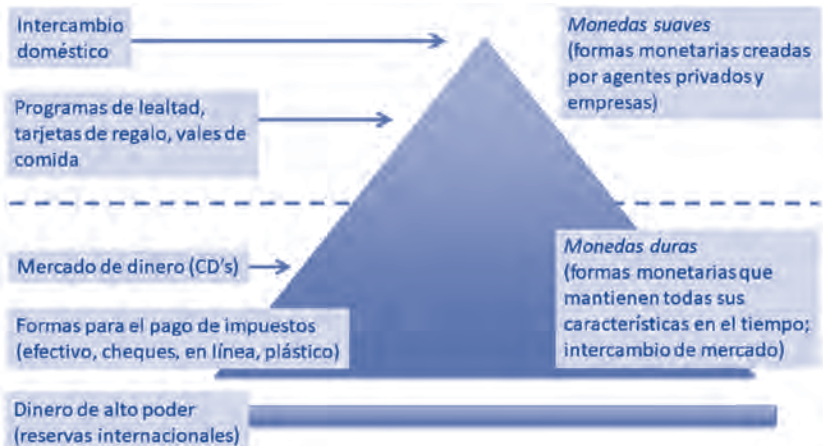 Intercambio
doméstico
Monedas suaves
(formas monetarias creadas
por agentes privados y
empresas)
Programas de lealtad,
tarjetas de regalo, vales de
comida
Mercado de dinero (CD's)
Monedas duras
(formas monetarias que
mantienen todas sus
características en el tiempo;
intercambio de mercado)
Formas para el pago de impuestos
(efectivo, cheques, en línea, plástico)
Dinero de alto poder
(reservas internacionales)